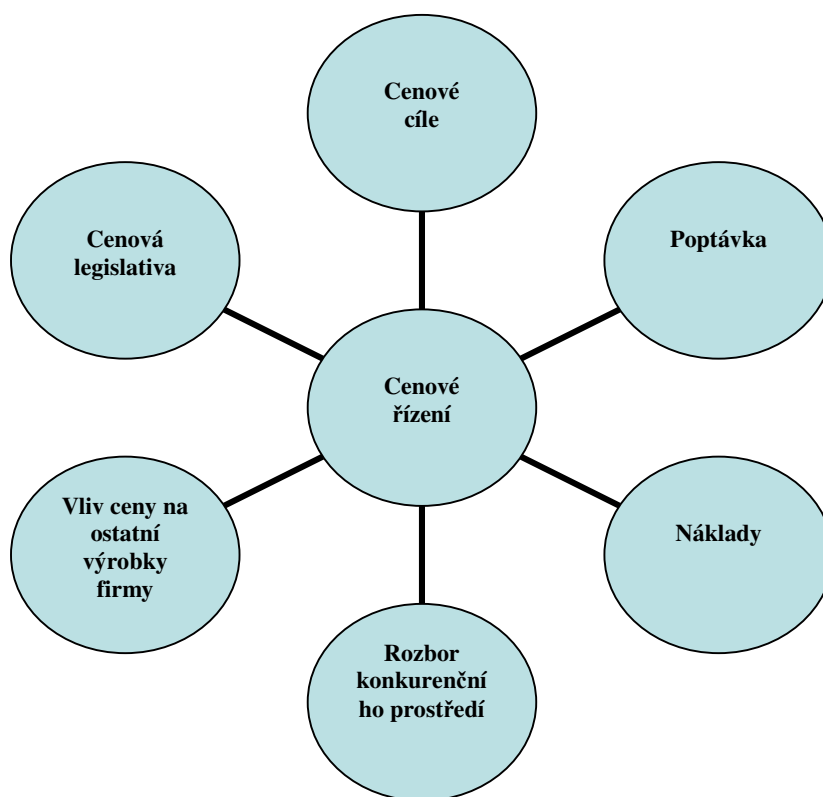 Cenové
cíle
Cenová
legislativa
Poptávka
Cenové
řízení
Vliv ceny na
ostatní
výrobky
firmy
Náklady
Rozbor
konkurenční
ho prostředí